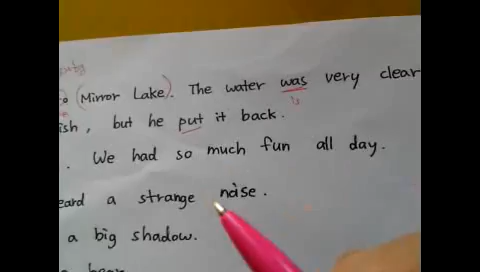 (Mirror Lake). The water was very clear
is
ish, but he put it back.
. We had so much fun all day.
eard a strange noise.
a big shadow.